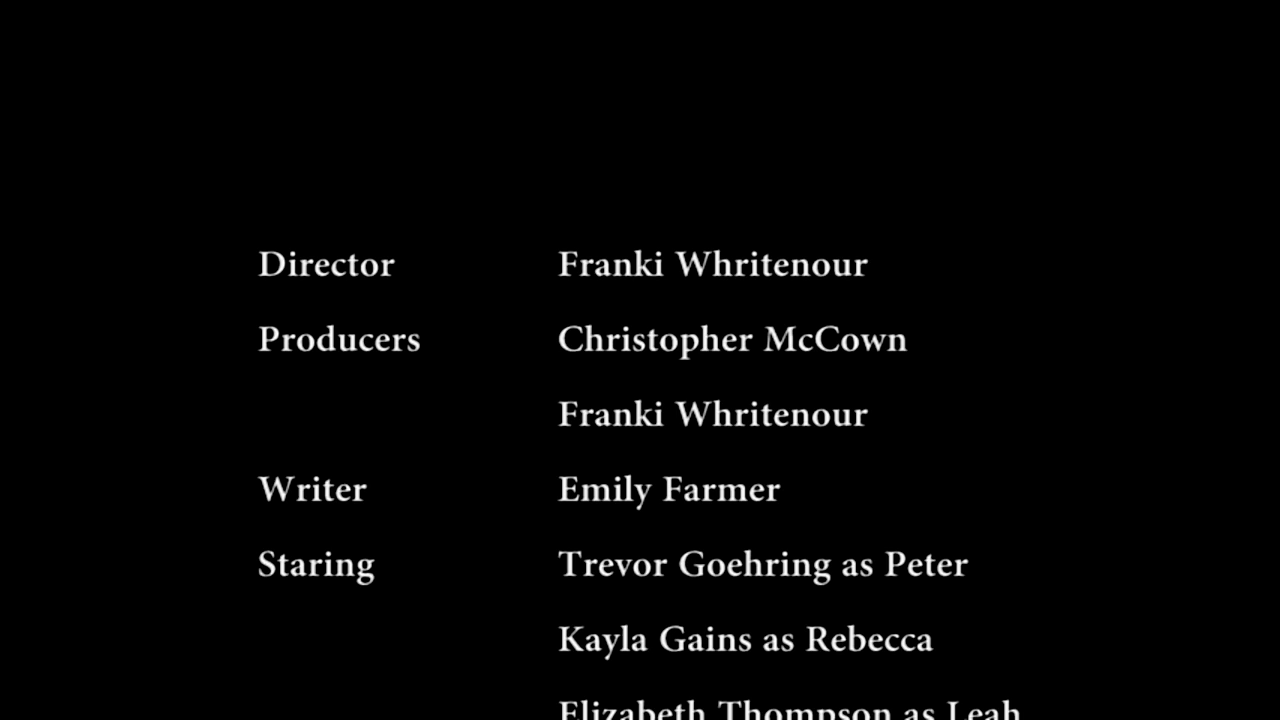 Director Franki Whritenour
Producers Christopher McCown
Franki Whritenour
Writer Emily Farmer
Staring Trevor Goehring as Peter
Kayla Gains as Rebecca
Elizabeth Thompson as Leah